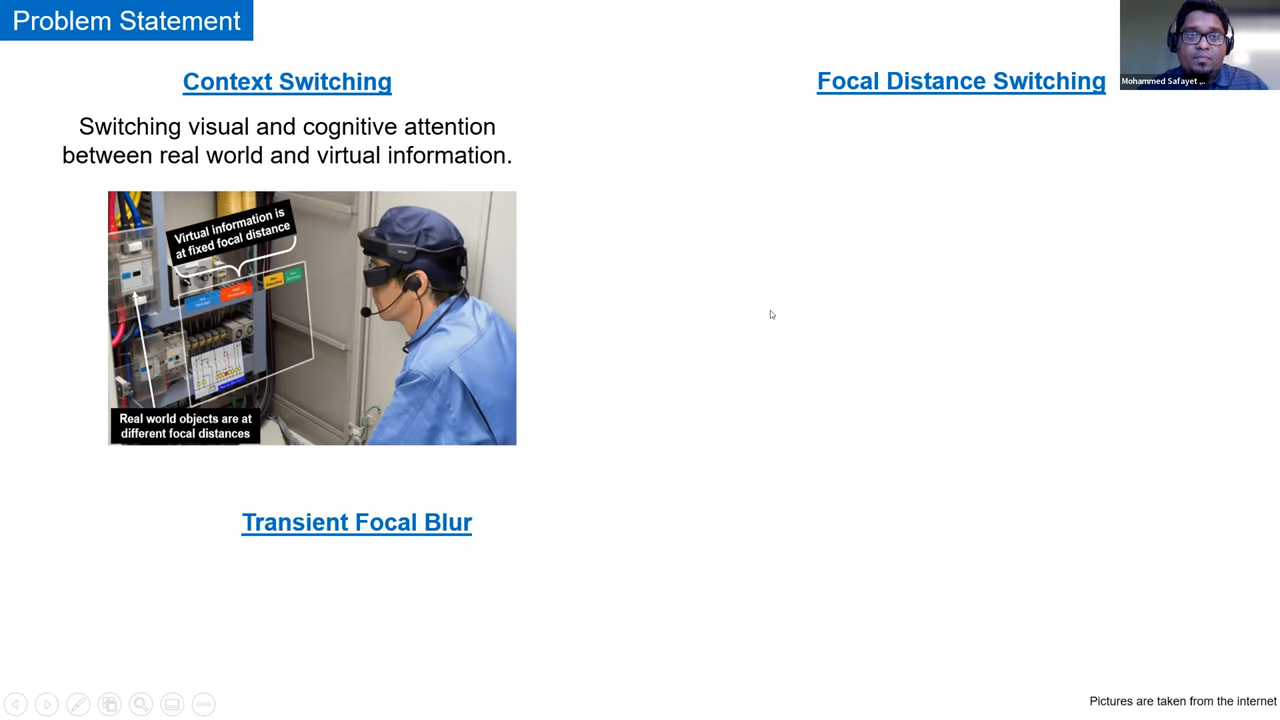 Problem Statement
Mohammed Safayet ...
Context Switching
Focal Distance Switching
Switching visual and cognitive attention
between real world and virtual information.
Virtual information is
at fixed focal distance
Real world objects are at
different focal distances
Transient Focal Blur
Pictures are taken from the internet